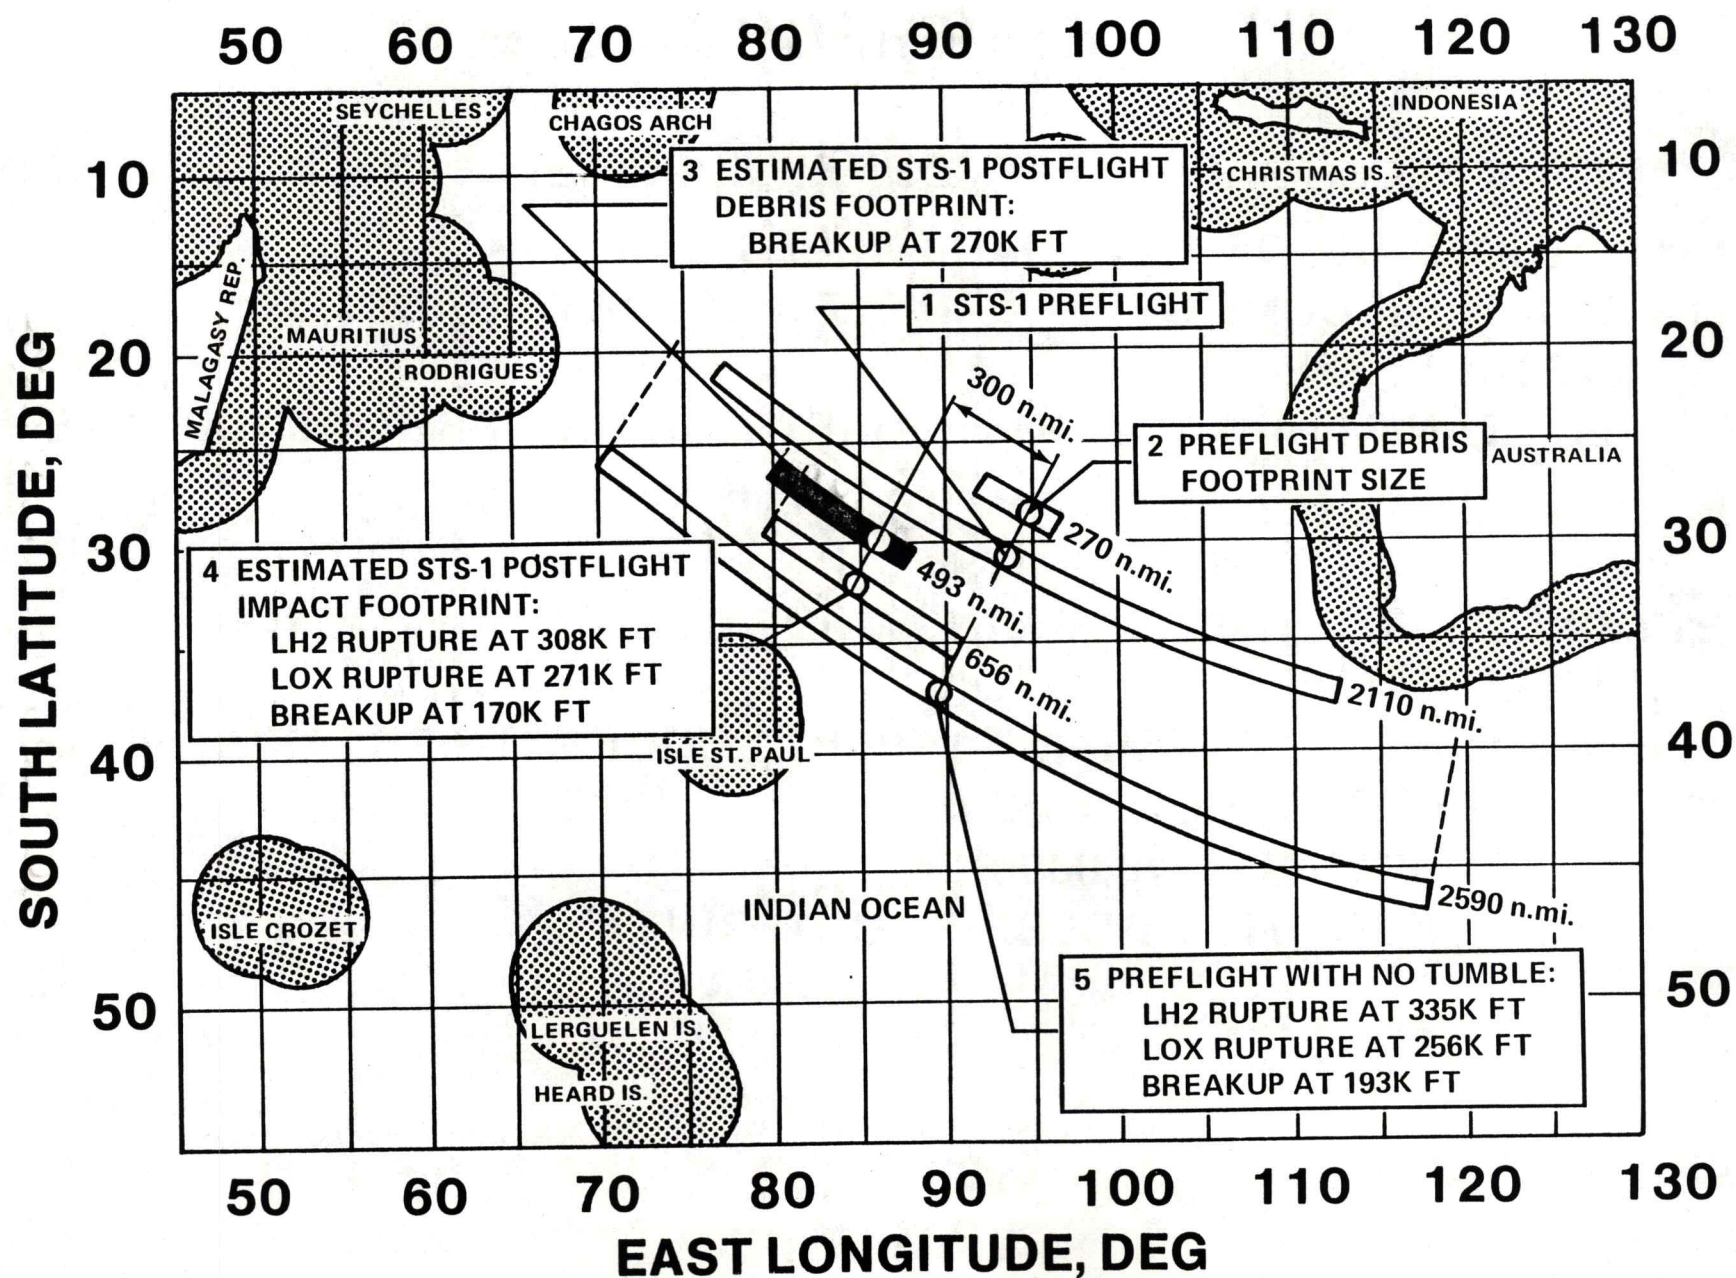 50 60 70 80 90 100 110 120 130
SEYCHELLES
CHAGOS ARCH
INDONESIA
10
10
3 ESTIMATED STS-1 POSTFLIGHT
DEBRIS FOOTPRINT:
BREAKUP AT 270K FT
CHRISTMAS IS.
MALAGASY REP.
1 STS-1 PREFLIGHT
MAURITIUS
RODRIGUES
20
20
SOUTH LATITUDE, DEG
300 n.mi.
2 PREFLIGHT DEBRIS
FOOTPRINT SIZE
AUSTRALIA
30
30
270 n.mi.
493 n.mi.
4 ESTIMATED STS-1 POSTFLIGHT
IMPACT FOOTPRINT:
LH2 RUPTURE AT 308K FT
LOX RUPTURE AT 271K FT
BREAKUP AT 170K FT
656 n.mi.
2110 n.mi.
40
40
ISLE ST. PAUL
2590 n.mi.
ISLE CROZET
INDIAN OCEAN
50
50
LERGUELEN IS.
HEARD IS.
5 PREFLIGHT WITH NO TUMBLE:
LH2 RUPTURE AT 335K FT
LOX RUPTURE AT 256K FT
BREAKUP AT 193K FT
50 60 70 80 90 100 110 120 130
EAST LONGITUDE, DEG